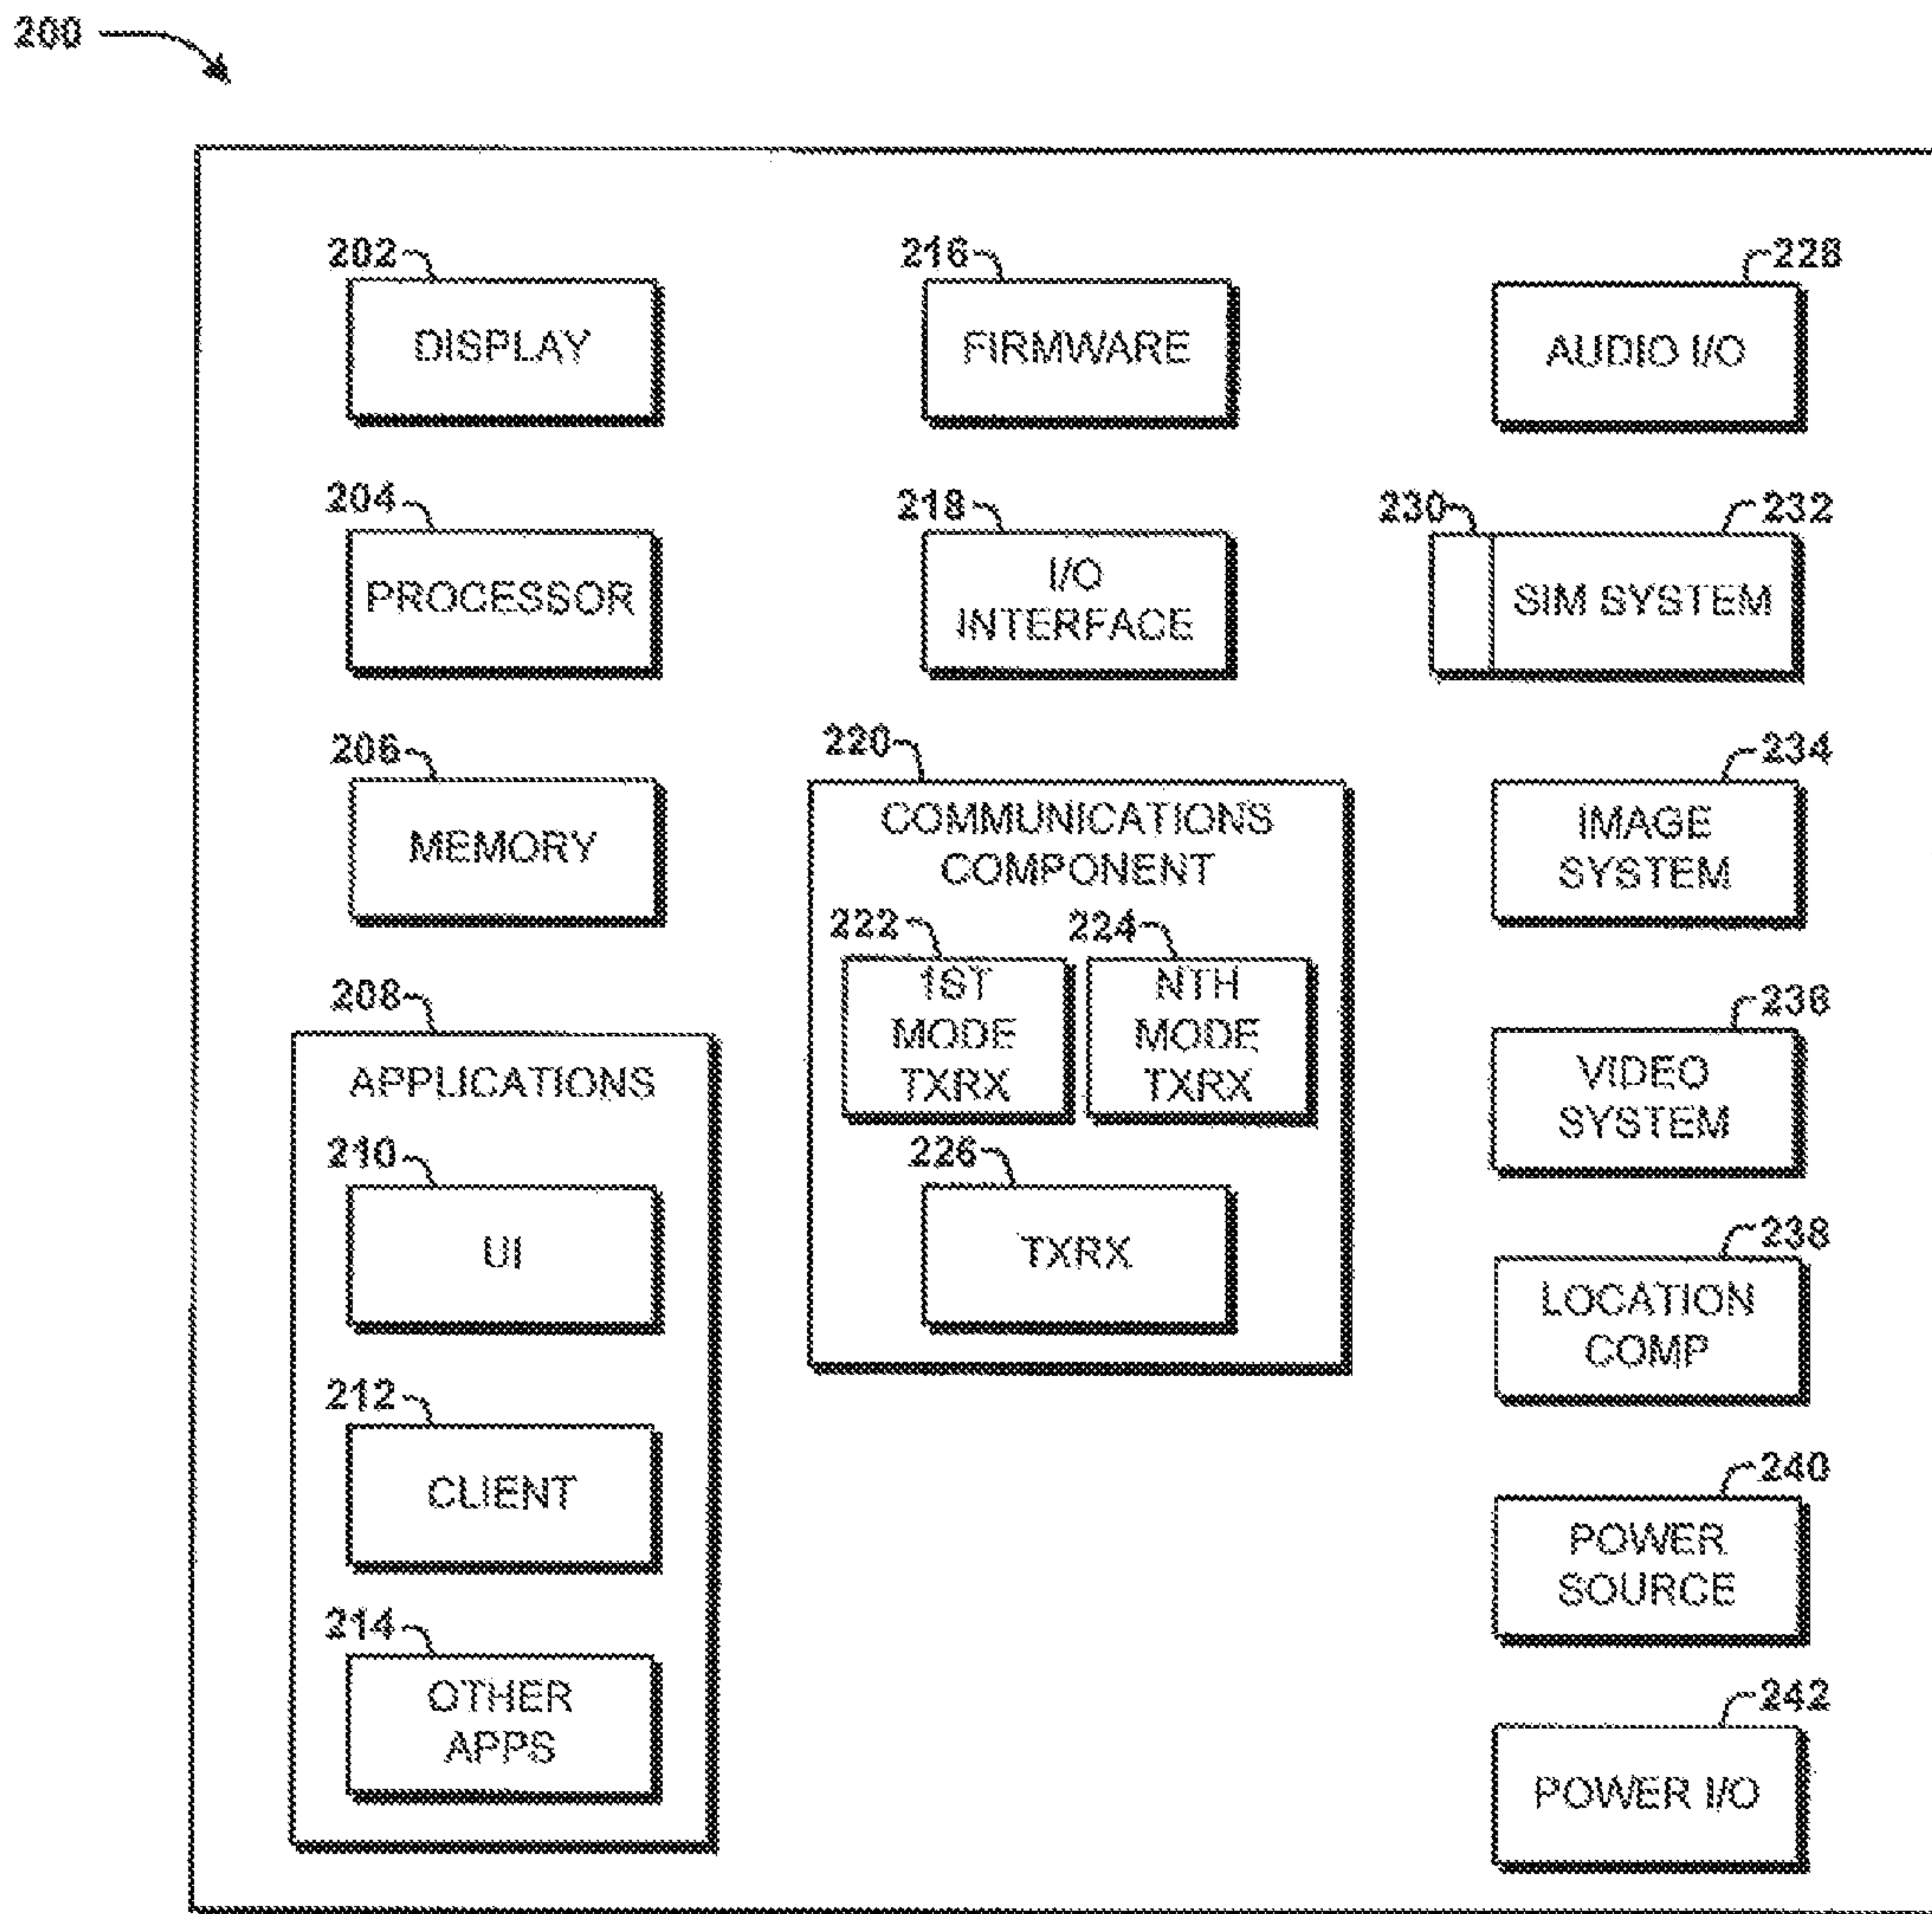 200
202
DISPLAY
204
PROCESSOR
206
MEMORY
208
APPLICATIONS
210
UI
212
CLIENT
214
OTHER
APPS
216
FIRMWARE
218
I/O
INTERFACE
220
COMMUNICATIONS
COMPONENT
222
1ST
MODE
TXRX
224
NTH
MODE
TXRX
226
TXRX
228
AUDIO I/O
230
232
SIM SYSTEM
234
IMAGE
SYSTEM
236
VIDEO
SYSTEM
238
LOCATION
COMP
240
POWER
SOURCE
242
POWER I/O